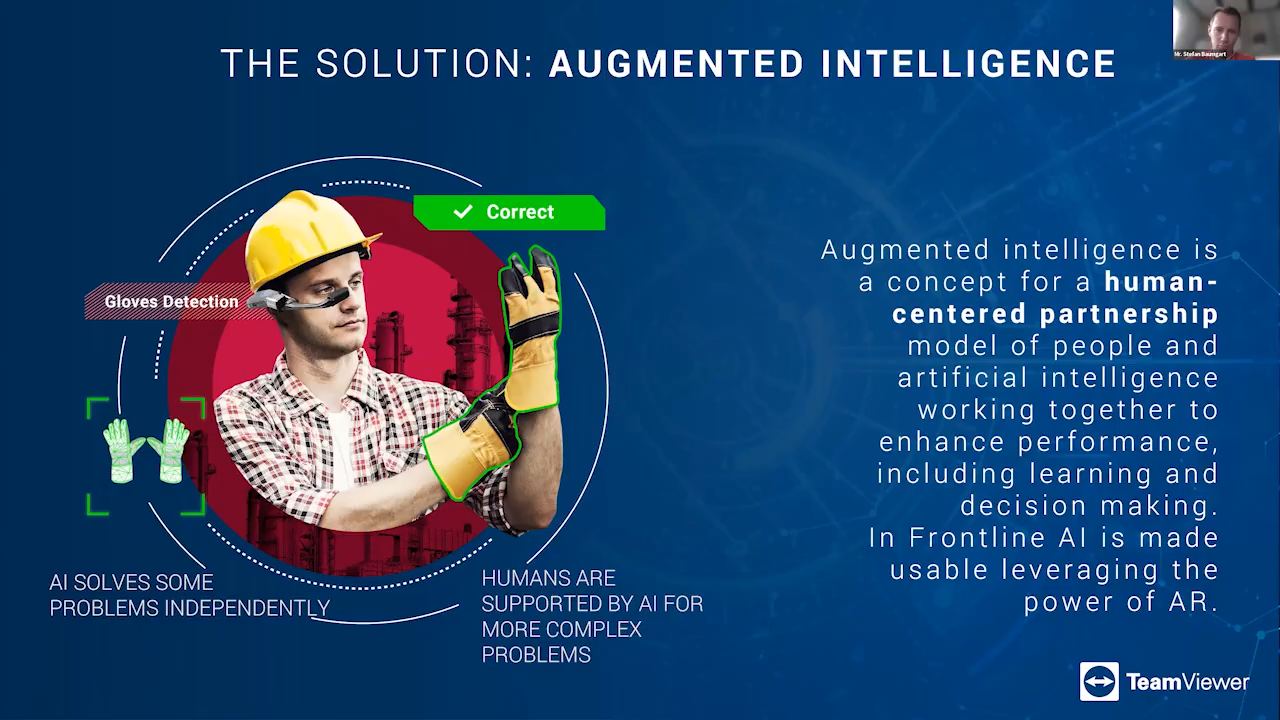 Mr. Stefan Baumgart
THE SOLUTION: AUGMENTED INTELLIGENCE
Correct
Gloves Detection
AI SOLVES SOME
PROBLEMS INDEPENDENTLY
HUMANS ARE
SUPPORTED BY AI FOR
MORE COMPLEX
PROBLEMS
Augmented intelligence is
a concept for a human-
centered partnership
model of people and
artificial intelligence
working together to
enhance performance,
including learning and
decision making.
In Frontline AI is made
usable leveraging the
power of AR.
TeamViewer